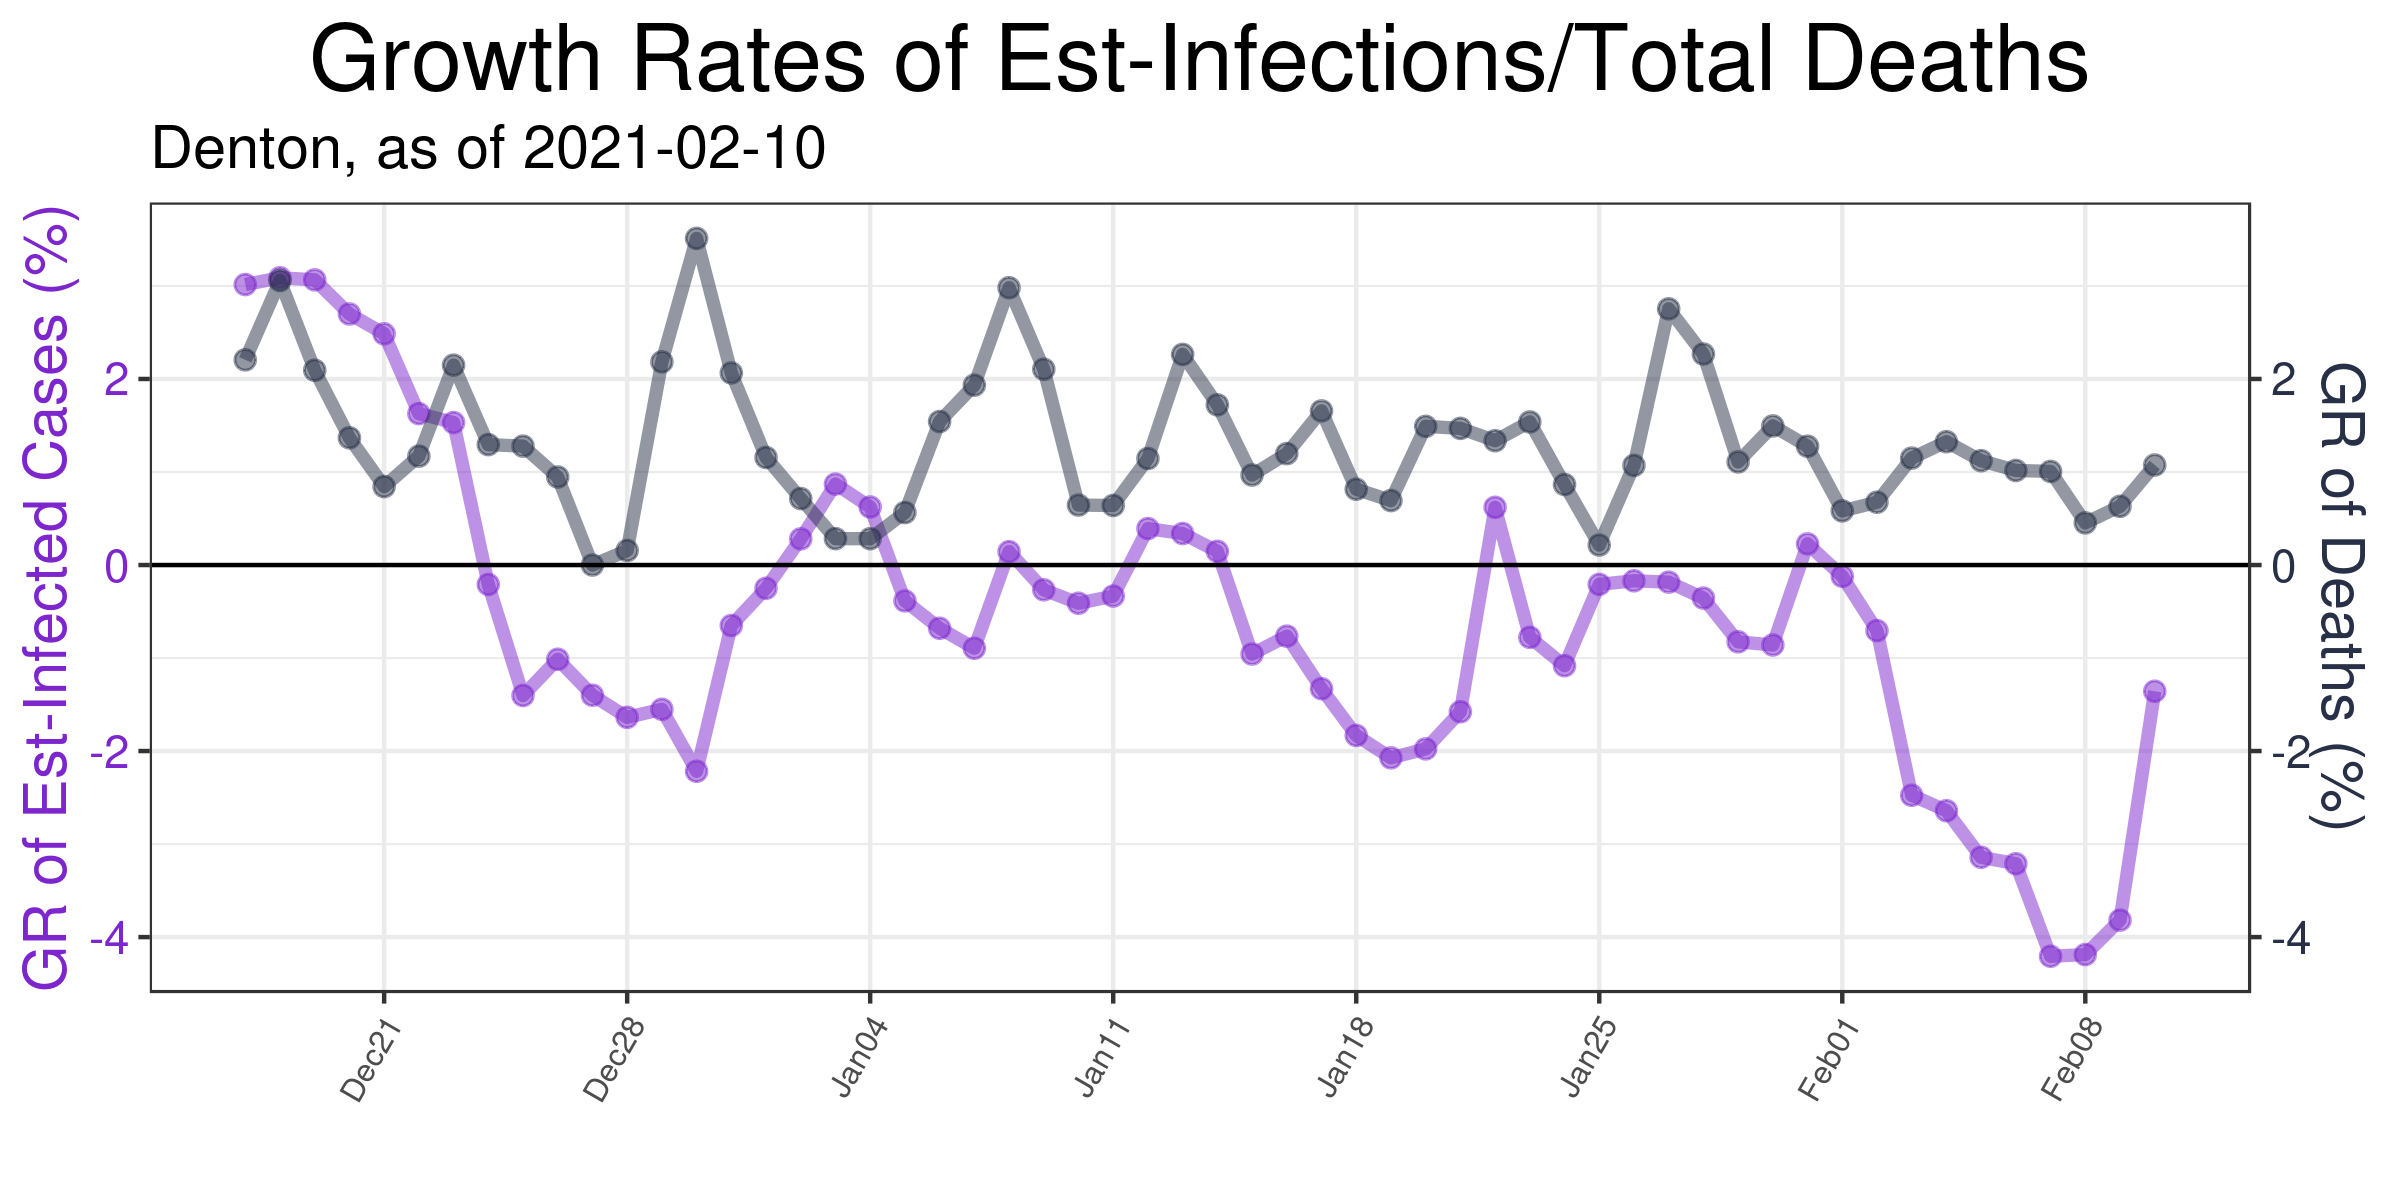 Growth Rates of Est-Infections/Total Deaths
Denton, as of 2021-02-10
GR of Est-Infected Cases (%)
2
0
-2
-4
2
0
-2
-4
GR of Deaths (%)
Dec21
Dec28
Jan04
Jan11
Jan18
Jan25
Feb01
Feb08